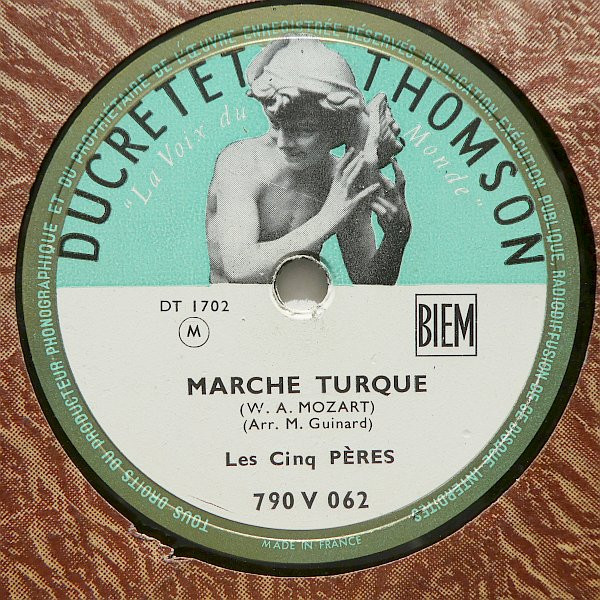 TOUS DROITS DU PRODUCTEUR PHONOGRAPHIQUE ET DU PROPRIÉTAIRE DE L'ŒUVRE ENREGISTRÉE RÉSERVÉS. DUPLICATION, EXÉCUTION PUBLIQUE, RADIODIFFUSION DE CE DISQUE INTERDITES
DUCRETET THOMSON
"La Voix du Monde"
DT 1702
M
BIEM
MARCHE TURQUE
(W. A. MOZART)
(Arr. M. Guinard)
Les Cinq PÈRES
790 V 062
MADE IN FRANCE